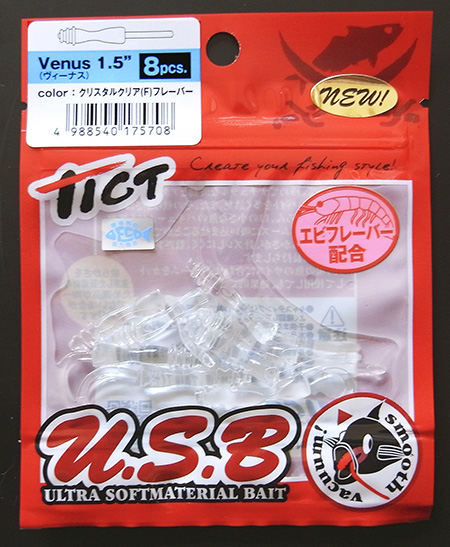 Venus 1.5”
(ヴィーナス)
8pcs.
color：クリスタルクリア(F)フレーバー
4 988540 175708
NEW!
TICT
Create your fishing style!
エビフレーバー
配合
U.S.B
ULTRA SOFTMATERIAL BAIT
smooth
vacuum!